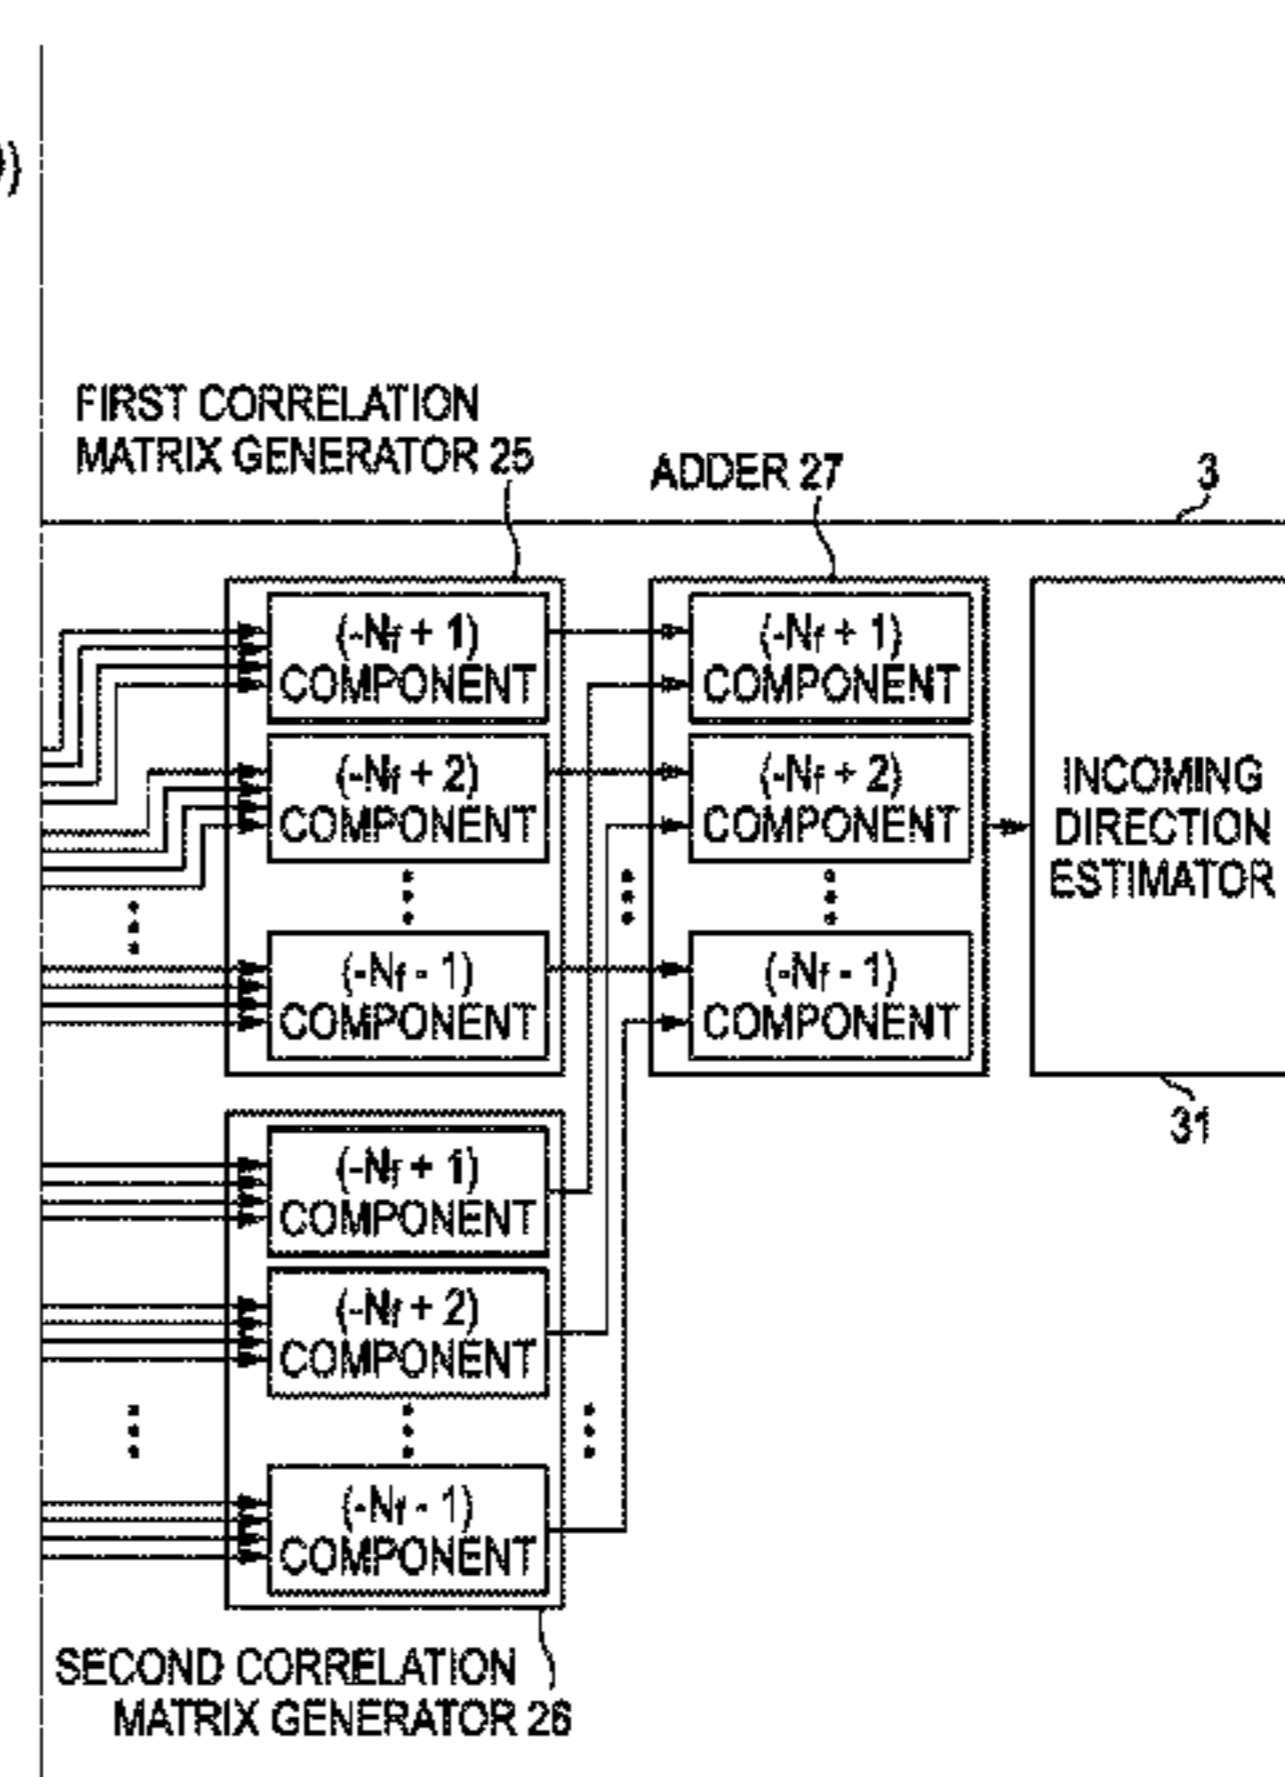 ))
FIRST CORRELATION
MATRIX GENERATOR 25
ADDER 27
3
(-Nf + 1)
COMPONENT
(-Nf + 2)
COMPONENT
(-Nf - 1)
COMPONENT
(-Nf + 1)
COMPONENT
(-Nf + 2)
COMPONENT
(-Nf - 1)
COMPONENT
INCOMING
DIRECTION
ESTIMATOR
31
(-Nf + 1)
COMPONENT
(-Nf + 2)
COMPONENT
(-Nf - 1)
COMPONENT
SECOND CORRELATION
MATRIX GENERATOR 26